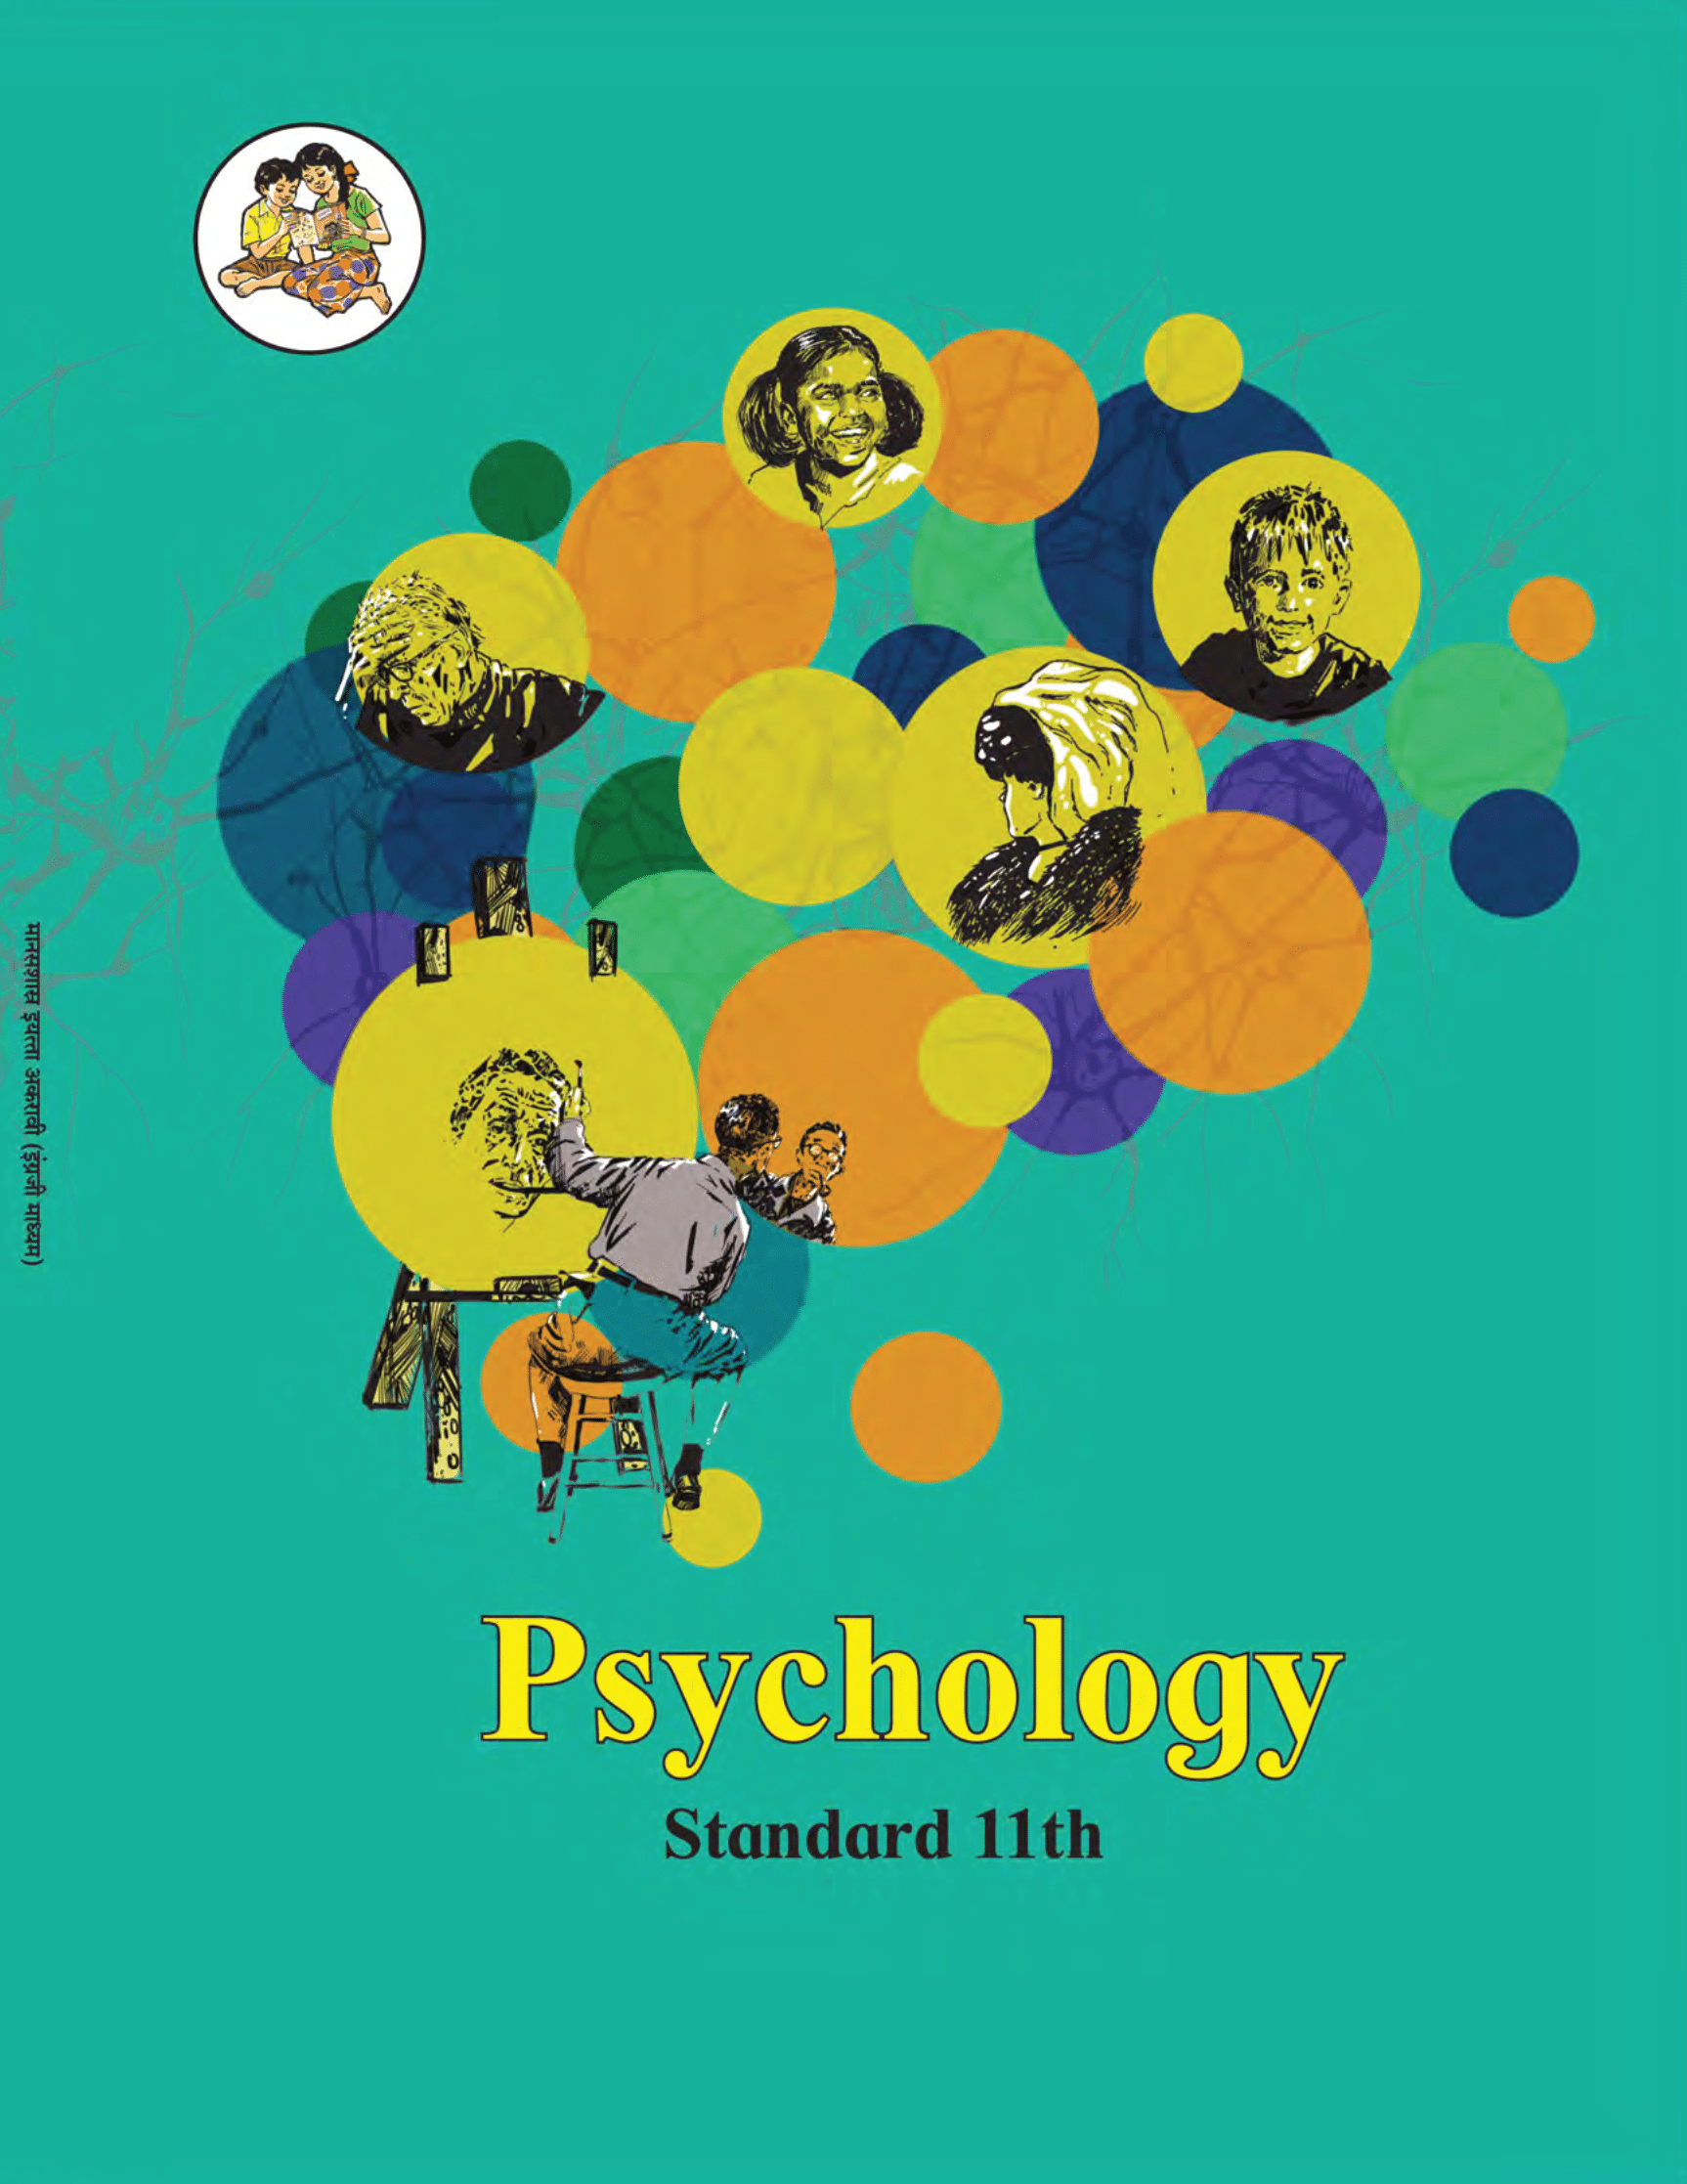 मानसशास्त्र इयत्ता अकरावी (इंग्रजी माध्यम)
Psychology
Standard 11th